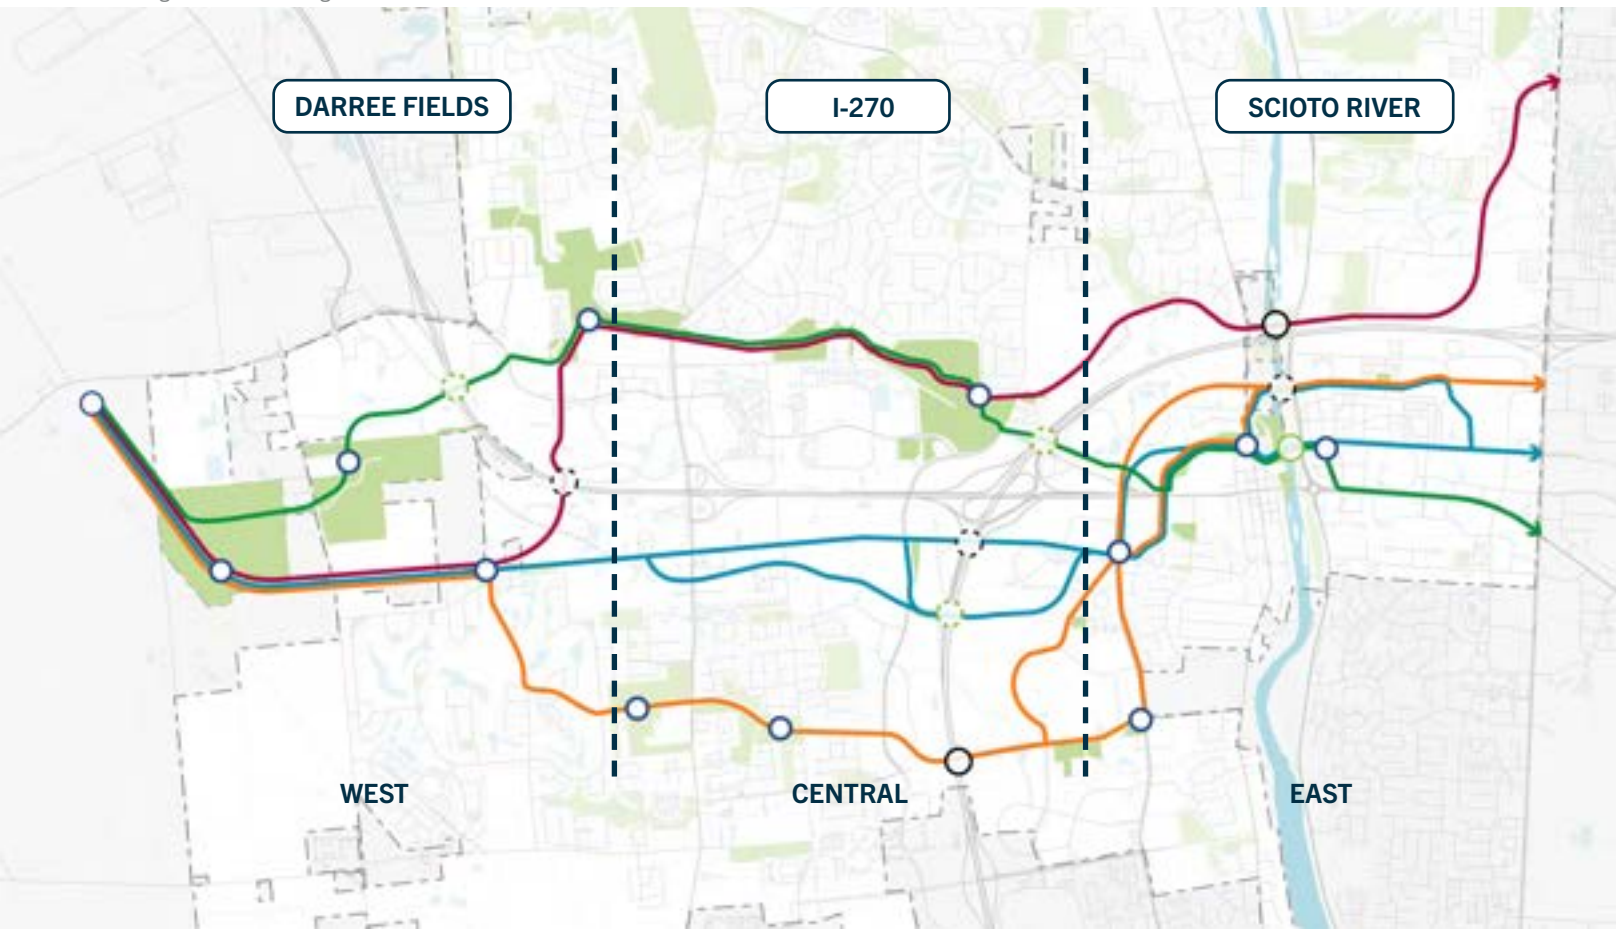 DARREE FIELDS
I-270
SCIOTO RIVER
WEST
CENTRAL
EAST